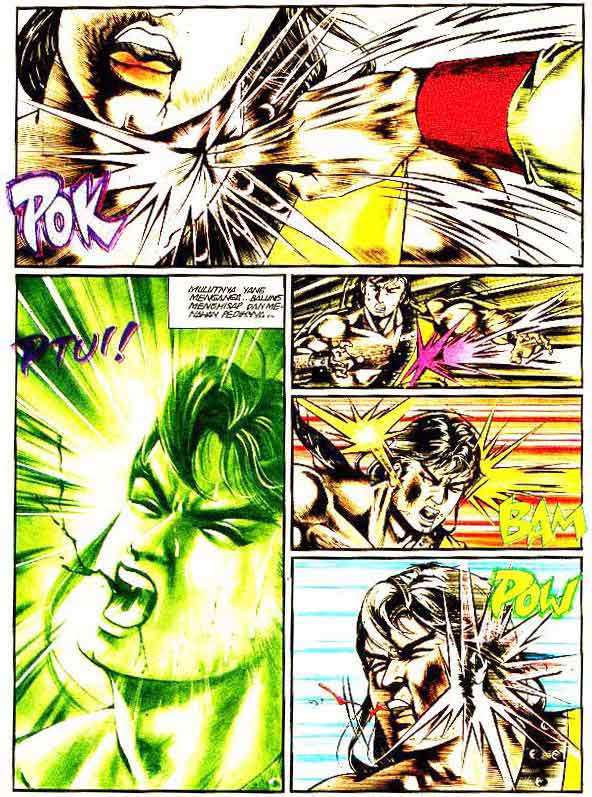 POK
PTUI!
MULUTNYA YANG
MENGANGA... BALUNG
MENGHISAP DAN ME-
NAHAN PEDIHNYA...
BAM
POW